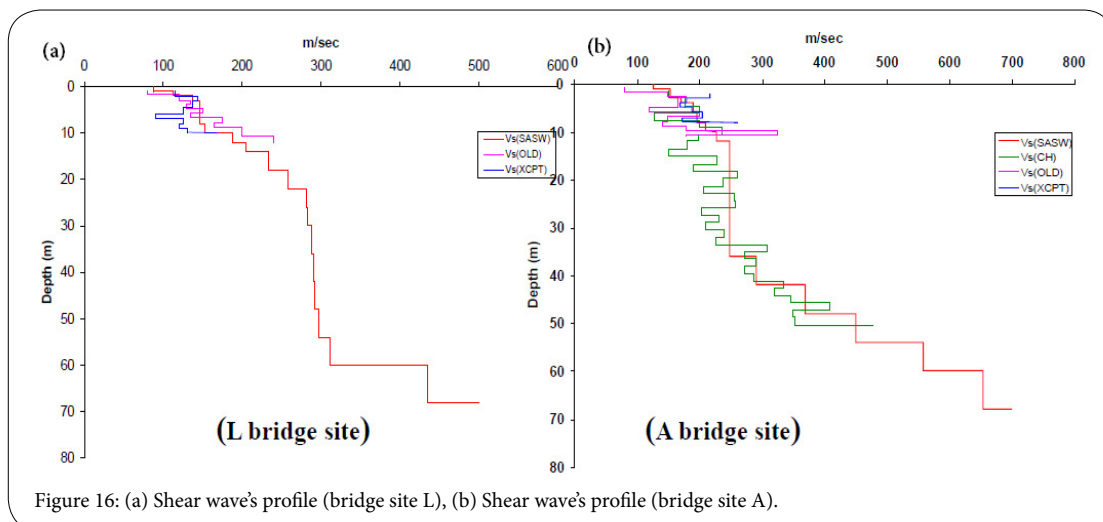 (a)
m/sec
0 100 200 300 400 500 600
0
10
20
30
40
50
60
70
80
Depth (m)
Vs(SASW)
Vs(OLD)
Vs(XCPT)
(L bridge site)
(b)
m/sec
0 100 200 300 400 500 600 700 800
0
10
20
30
40
50
60
70
80
Depth (m)
Vs(SASW)
Vs(CH)
Vs(OLD)
Vs(XCPT)
(A bridge site)
Figure 16: (a) Shear wave's profile (bridge site L), (b) Shear wave's profile (bridge site A).